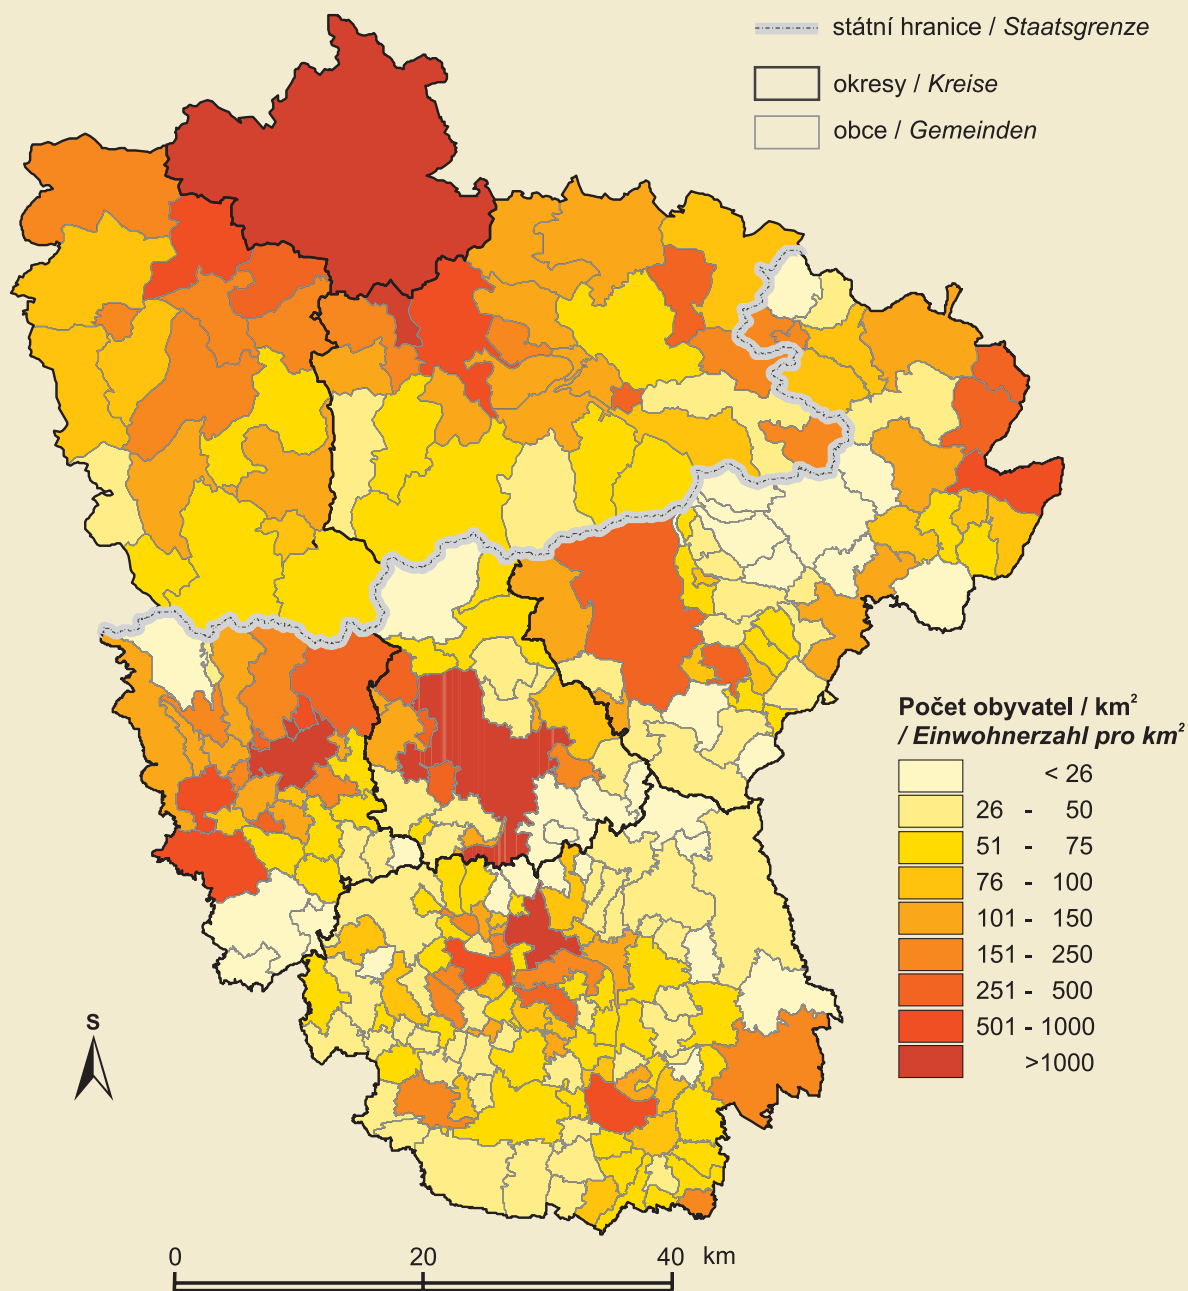 státní hranice / Staatsgrenze
okresy / Kreise
obce / Gemeinden
Počet obyvatel / km²
/ Einwohnerzahl pro km²
< 26
26 - 50
51 - 75
76 - 100
101 - 150
151 - 250
251 - 500
501 - 1000
>1000
S
0 20 40 km